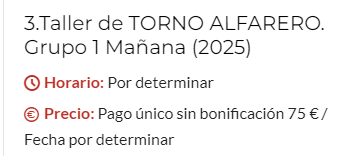 3.Taller de TORNO ALFARERO.
Grupo 1 Mañana (2025)
Horario: Por determinar
Precio: Pago único sin bonificación 75 € /
Fecha por determinar